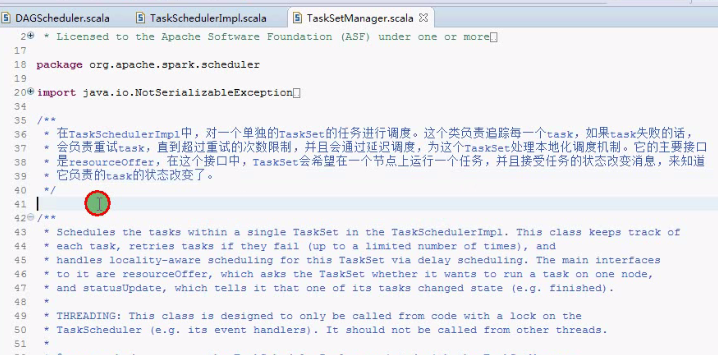 DAGScheduler.scala TaskSchedulerImpl.scala TaskSetManager.scala
2 * Licensed to the Apache Software Foundation (ASF) under one or more
17
18 package org.apache.spark.scheduler
19
20 import java.io.NotSerializableException
34
35 /**
36 * 在TaskSchedulerImpl中，对一个单独的TaskSet的任务进行调度。这个类负责追踪每一个task，如果task失败的话，
37 * 会负责重试task，直到超过重试的次数限制，并且会通过延迟调度，为这个TaskSet处理本地化调度机制。它的主要接口
38 * 是resourceOffer，在这个接口中，TaskSet会希望在一个节点上运行一个任务，并且接受任务的状态改变消息，来知道
39 * 它负责的task的状态改变了。
40 */
41
42 /**
43 * Schedules the tasks within a single TaskSet in the TaskSchedulerImpl. This class keeps track of
44 * each task, retries tasks if they fail (up to a limited number of times), and
45 * handles locality-aware scheduling for this TaskSet via delay scheduling. The main interfaces
46 * to it are resourceOffer, which asks the TaskSet whether it wants to run a task on one node,
47 * and statusUpdate, which tells it that one of its tasks changed state (e.g. finished).
48 *
49 * THREADING: This class is designed to only be called from code with a lock on the
50 * TaskScheduler (e.g. its event handlers). It should not be called from other threads.
51 *